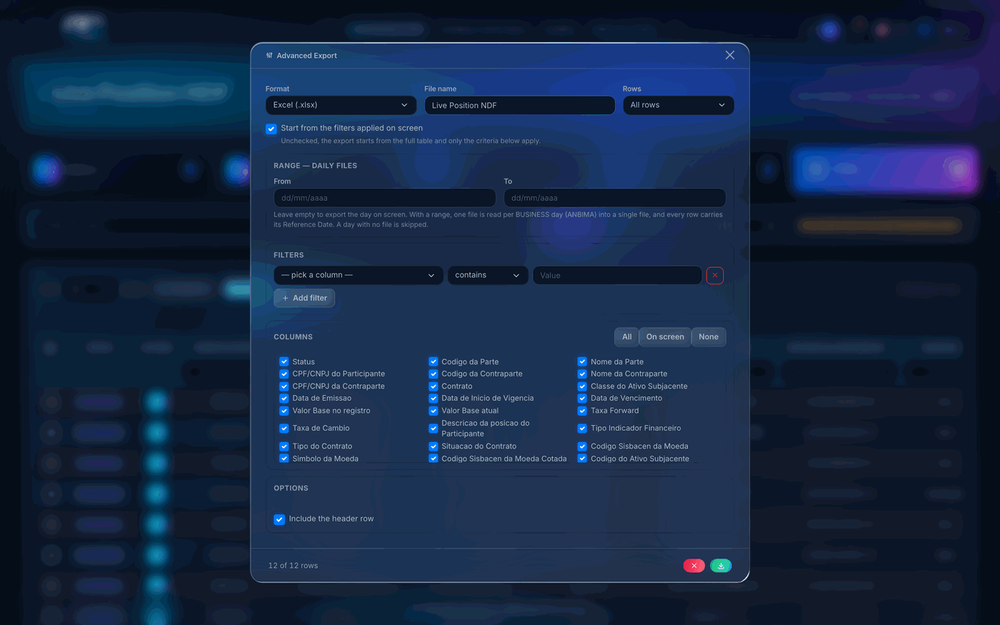 Advanced Export
Format
File name
Rows
Excel (.xlsx)
Live Position NDF
All rows
Start from the filters applied on screen
Unchecked, the export starts from the full table and only the criteria below apply.
RANGE — DAILY FILES
From
To
dd/mm/aaaa
dd/mm/aaaa
Leave empty to export the day on screen. With a range, one file is read per BUSINESS day (ANBIMA) into a single file, and every row carries
its Reference Date. A day with no file is skipped.
FILTERS
— pick a column —
contains
Value
+ Add filter
COLUMNS
All
On screen
None
Status
Codigo da Parte
Nome da Parte
CPF/CNPJ do Participante
Codigo da Contraparte
Nome da Contraparte
CPF/CNPJ da Contraparte
Contrato
Classe do Ativo Subjacente
Data de Emissao
Data de Inicio de Vigencia
Data de Vencimento
Valor Base no registro
Valor Base atual
Taxa Forward
Taxa de Cambio
Descricao da posicao do
Participante
Tipo Indicador Financeiro
Tipo do Contrato
Situacao do Contrato
Codigo Sisbacen da Moeda
Simbolo da Moeda
Codigo Sisbacen da Moeda Cotada
Codigo do Ativo Subjacente
OPTIONS
Include the header row
12 of 12 rows